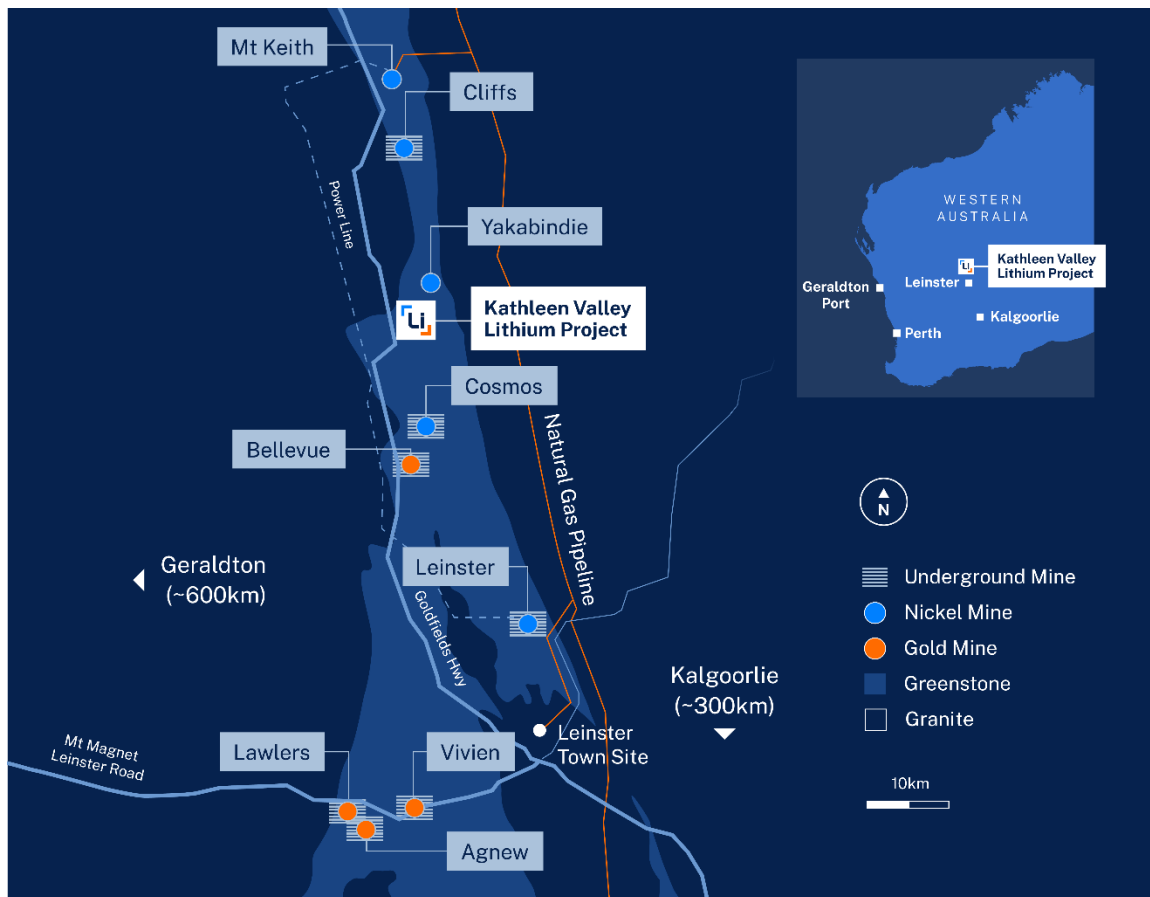 Mt Keith
Cliffs
Power Line
Yakabindie
Li
Kathleen Valley
Lithium Project
Cosmos
Bellevue
Natural Gas Pipeline
Geraldton
(~600km)
Leinster
Goldfields Hwy
Kalgoorlie
(~300km)
Leinster
Town Site
Mt Magnet
Leinster Road
Lawlers
Vivien
Agnew
WESTERN
AUSTRALIA
Li
Kathleen Valley
Lithium Project
Geraldton
Port
Leinster
Kalgoorlie
Perth
N
Underground Mine
Nickel Mine
Gold Mine
Greenstone
Granite
10km